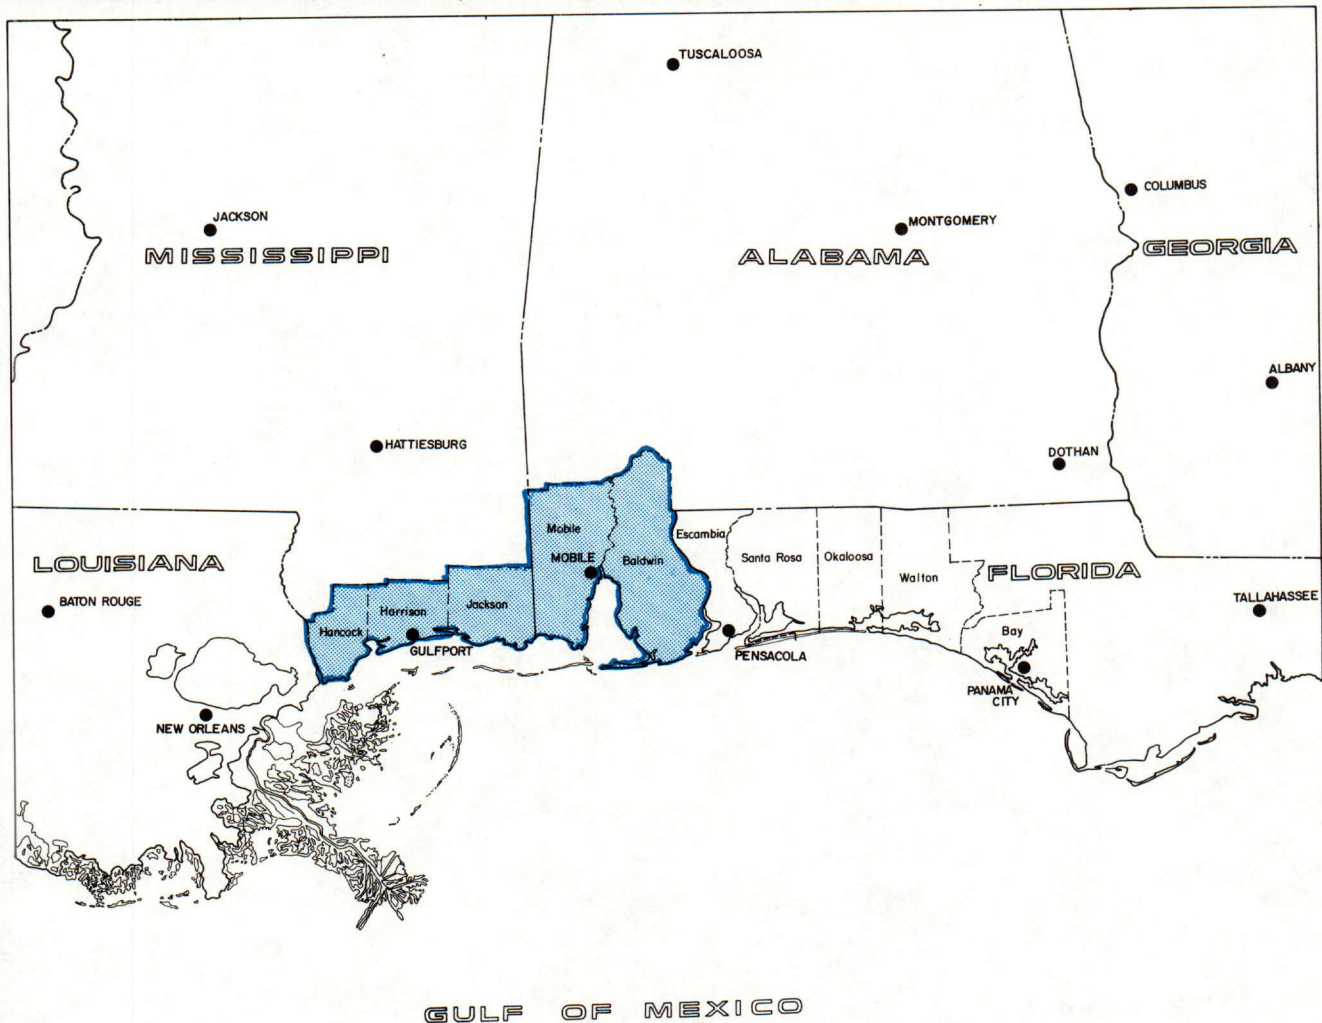 TUSCALOOSA
COLUMBUS
JACKSON
MONTGOMERY
MISSISSIPPI
ALABAMA
GEORGIA
ALBANY
HATTIESBURG
DOTHAN
Mobile
Escambia
Santa Rosa
Okaloosa
Walton
MOBILE
Baldwin
LOUISIANA
FLORIDA
BATON ROUGE
TALLAHASSEE
Hancock
Harrison
Jackson
GULFPORT
Bay
PENSACOLA
PANAMA
CITY
NEW ORLEANS
GULF OF MEXICO